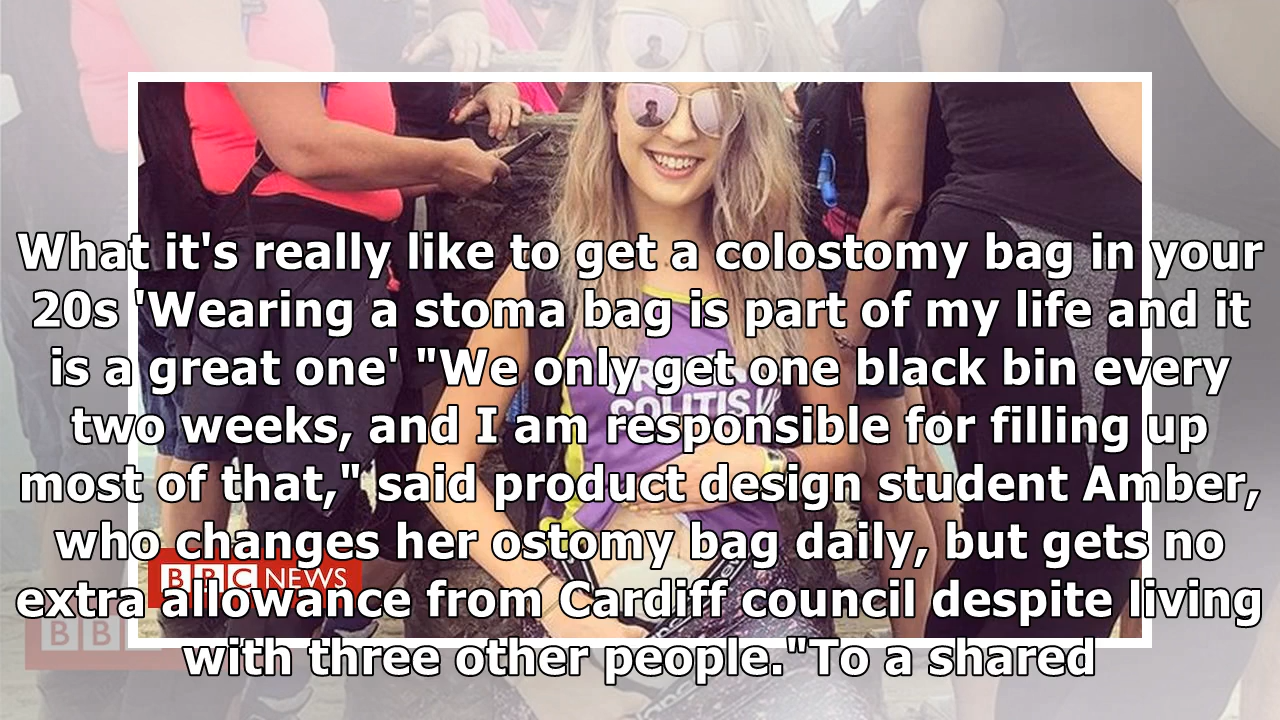 What it's really like to get a colostomy bag in your
20s 'Wearing a stoma bag is part of my life and it
is a great one' "We only get one black bin every
two weeks, and I am responsible for filling up
most of that," said product design student Amber,
who changes her ostomy bag daily, but gets no
extra allowance from Cardiff council despite living
with three other people."To a shared
COLITIS
BBC NEWS
BB